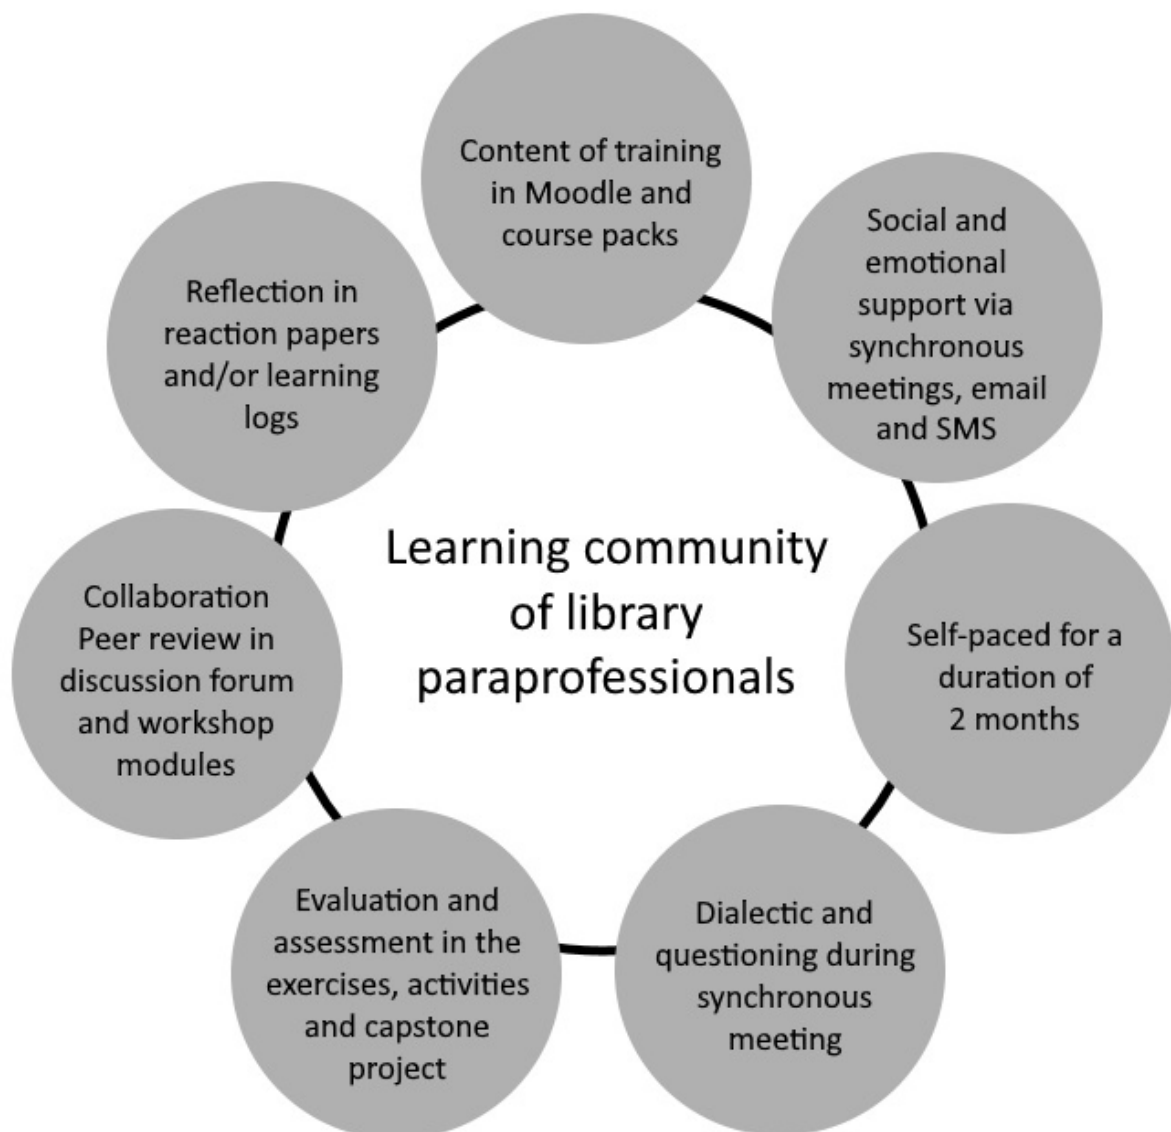 Content of training
in Moodle and
course packs
Social and
emotional
support via
synchronous
meetings, email
and SMS
Self-paced for a
duration of
2 months
Dialectic and
questioning during
synchronous
meeting
Evaluation and
assessment in the
exercises, activities
and capstone
project
Collaboration
Peer review in
discussion forum
and workshop
modules
Reflection in
reaction papers
and/or learning
logs
Learning community
of library
paraprofessionals